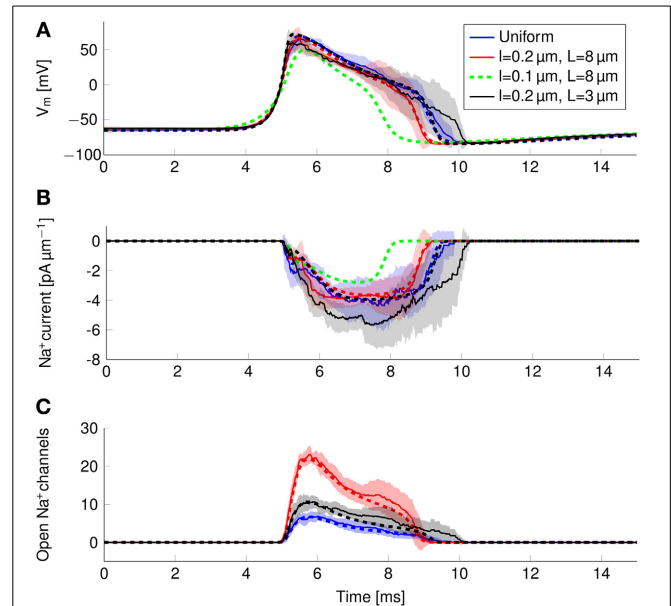 A
V_m [mV]
50
0
−50
−100
0 2 4 6 8 10 12 14
Uniform
l=0.2 µm, L=8 µm
l=0.1 µm, L=8 µm
l=0.2 µm, L=3 µm
B
Na⁺current [pA µm⁻¹]
0
-2
-4
-6
-8
0 2 4 6 8 10 12 14
C
Open Na⁺channels
30
20
10
0
0 2 4 6 8 10 12 14
Time [ms]